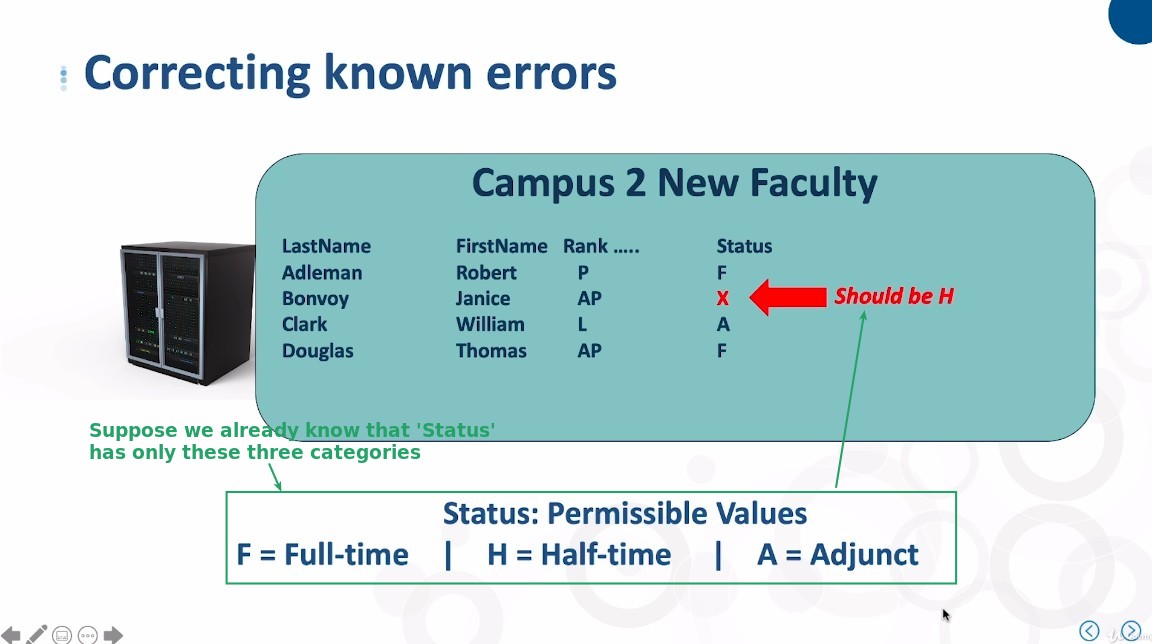 Correcting known errors
Campus 2 New Faculty
LastName FirstName Rank ..... Status
Adleman Robert P F
Bonvoy Janice AP X Should be H
Clark William L A
Douglas Thomas AP F
Suppose we already know that 'Status'
has only these three categories
Status: Permissible Values
F = Full-time | H = Half-time | A = Adjunct